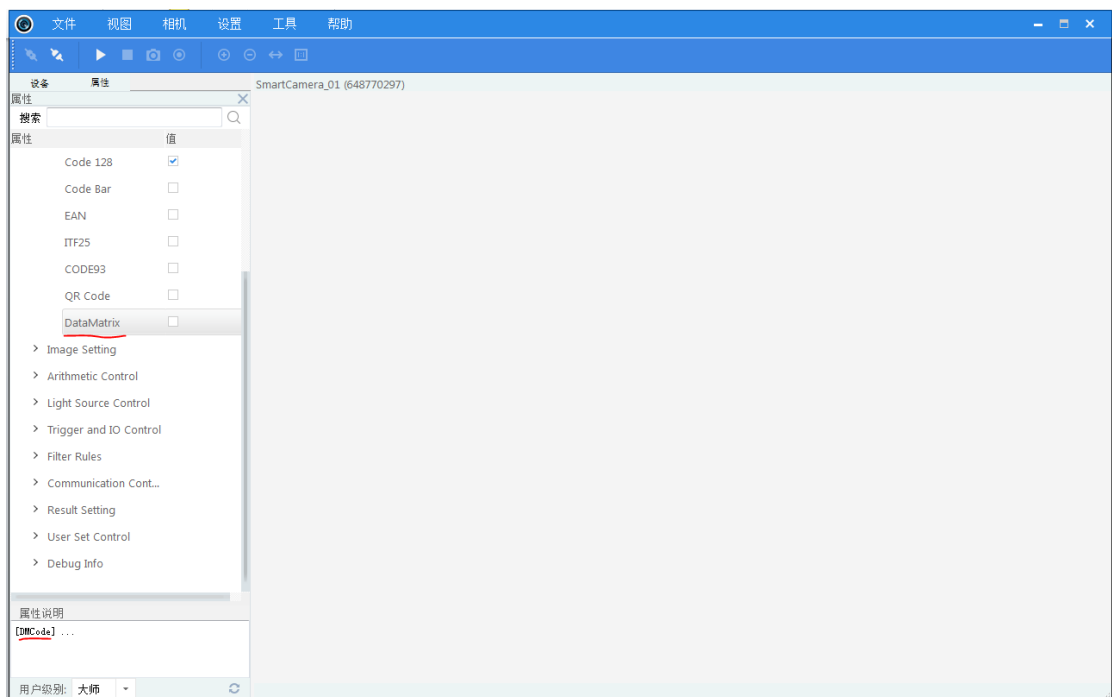 文件 视图 相机 设置 工具 帮助
设备 属性
SmartCamera_01 (648770297)
属性
搜索
属性 值
Code 128
Code Bar
EAN
ITF25
CODE93
QR Code
DataMatrix
Image Setting
Arithmetic Control
Light Source Control
Trigger and IO Control
Filter Rules
Communication Cont...
Result Setting
User Set Control
Debug Info
属性说明
[DMCode] ...
用户级别: 大师